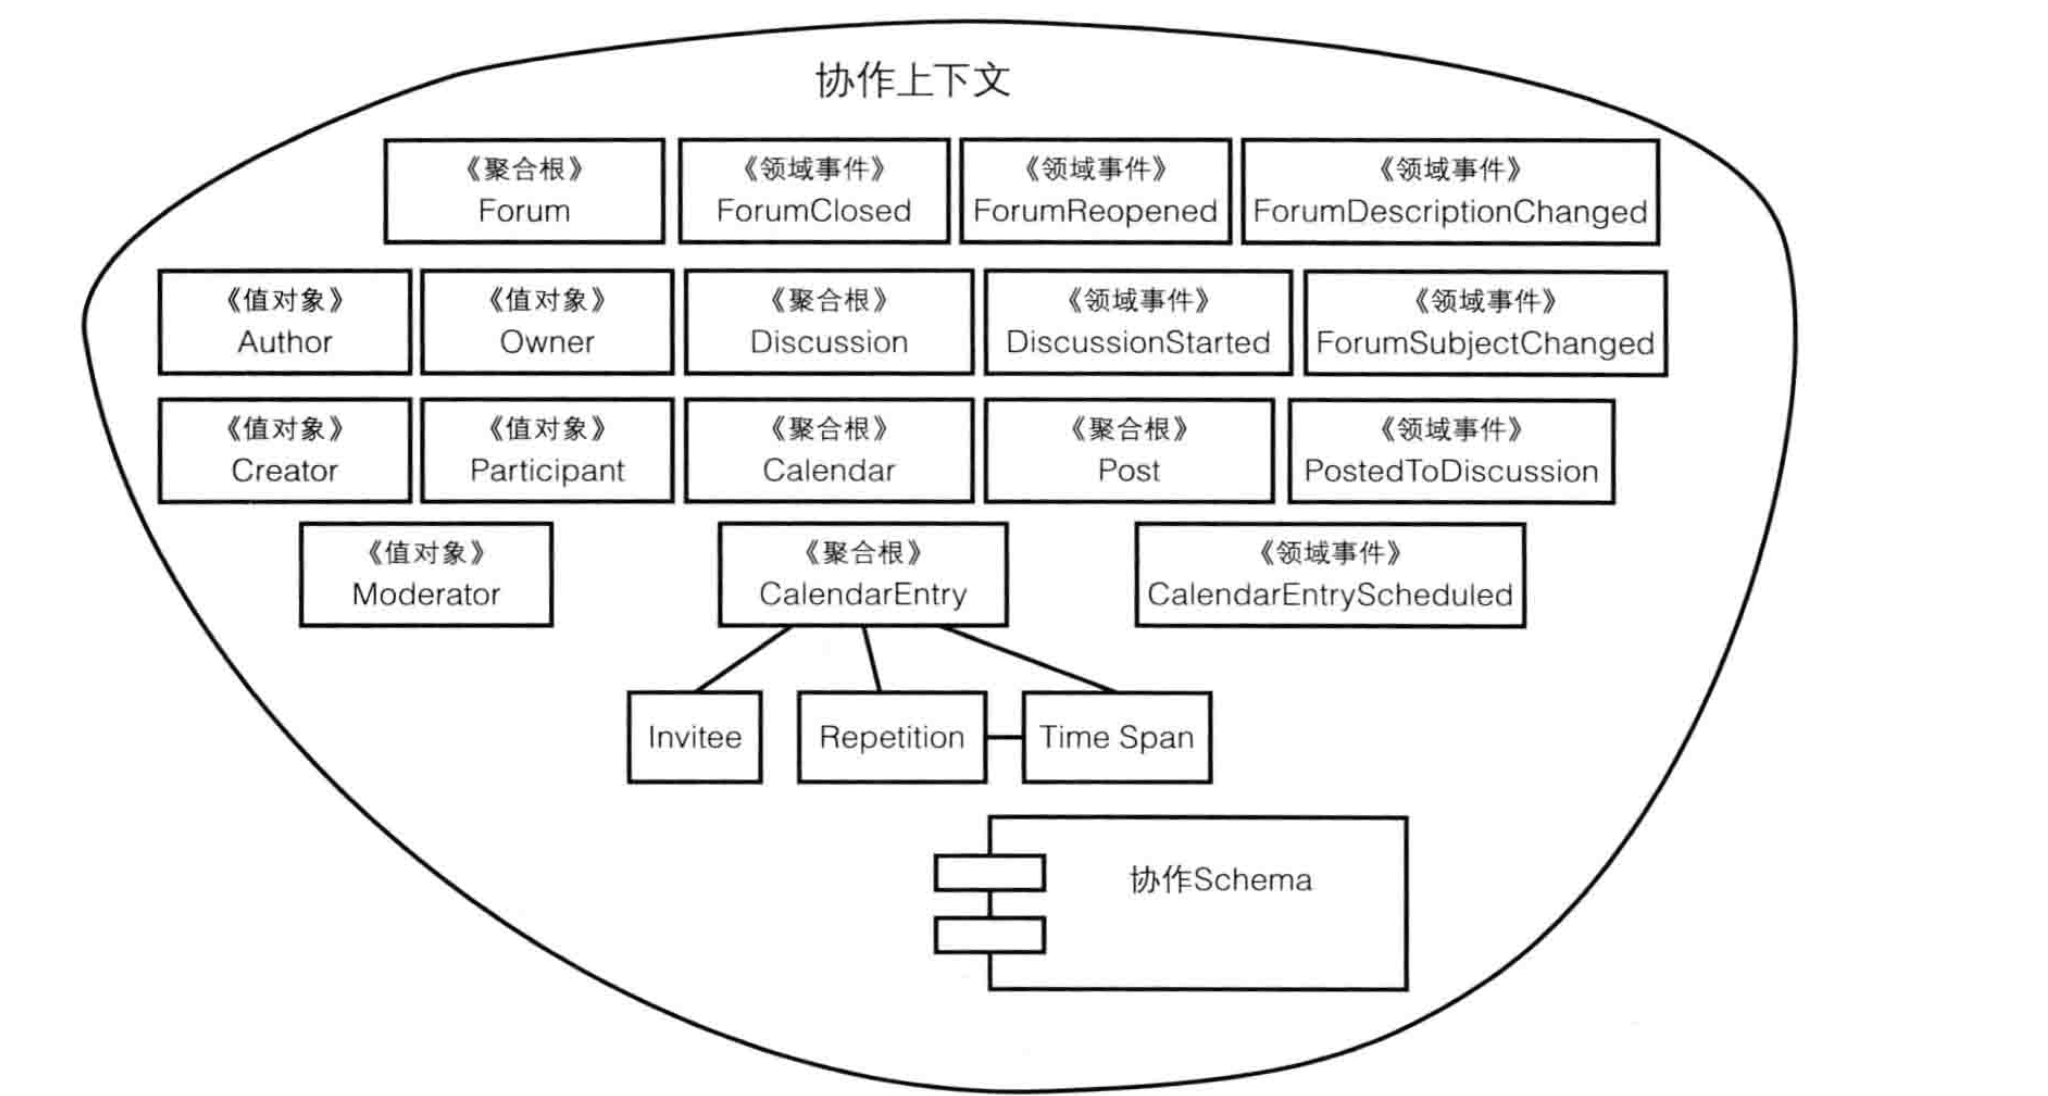 协作上下文
《聚合根》
Forum
《领域事件》
ForumClosed
《领域事件》
ForumReopened
《领域事件》
ForumDescriptionChanged
《值对象》
Author
《值对象》
Owner
《聚合根》
Discussion
《领域事件》
DiscussionStarted
《领域事件》
ForumSubjectChanged
《值对象》
Creator
《值对象》
Participant
《聚合根》
Calendar
《聚合根》
Post
《领域事件》
PostedToDiscussion
《值对象》
Moderator
《聚合根》
CalendarEntry
《领域事件》
CalendarEntryScheduled
Invitee
Repetition
Time Span
协作Schema